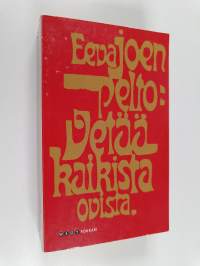 Eeva joen
pelto:
Vetää
kaikista
ovista.